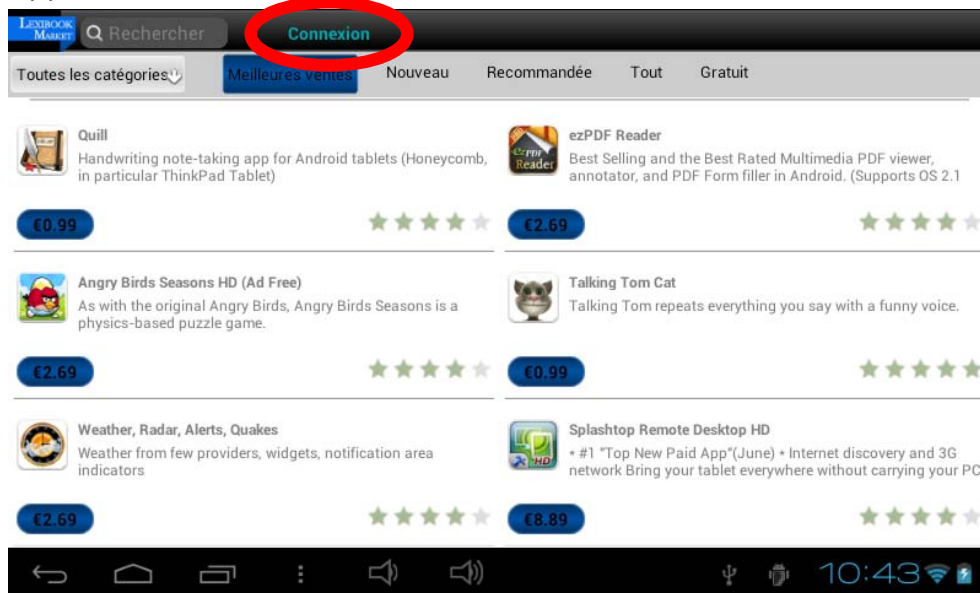 LEXIBOOK
MARKET
Rechercher
Connexion
Toutes les catégories
Meilleures ventes
Nouveau
Recommandée
Tout
Gratuit
Quill
Handwriting note-taking app for Android tablets (Honeycomb,
in particular ThinkPad Tablet)
€0.99
ezPDF Reader
Best Selling and the Best Rated Multimedia PDF viewer,
annotator, and PDF Form filler in Android. (Supports OS 2.1
ezPDF
Reader
€2.69
Angry Birds Seasons HD (Ad Free)
As with the original Angry Birds, Angry Birds Seasons is a
physics-based puzzle game.
€2.69
Talking Tom Cat
Talking Tom repeats everything you say with a funny voice.
€0.99
Weather, Radar, Alerts, Quakes
Weather from few providers, widgets, notification area
indicators
€2.69
Splashtop Remote Desktop HD
* #1 "Top New Paid App"(June) * Internet discovery and 3G
network Bring your tablet everywhere without carrying your PC
HD
€8.89
10:43